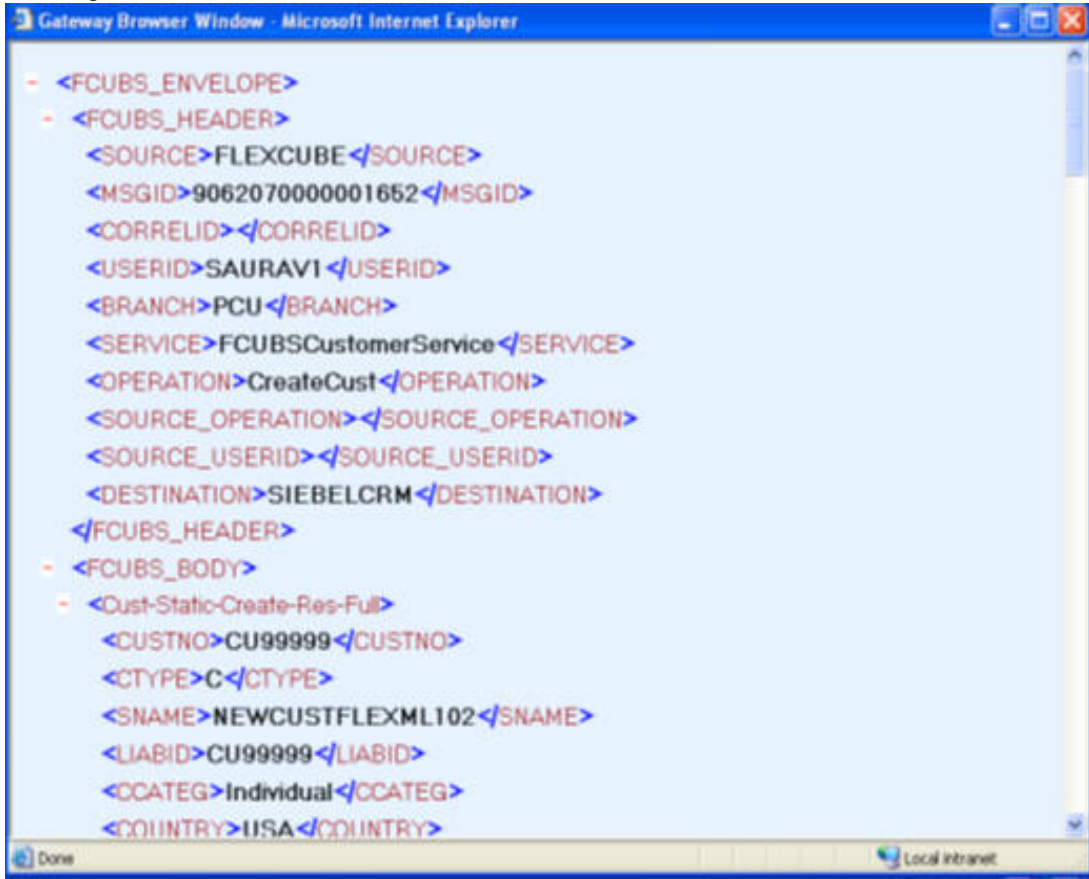 Gateway Browser Window - Microsoft Internet Explorer
- <FCUBS_ENVELOPE>
- <FCUBS_HEADER>
<SOURCE>FLEXCUBE</SOURCE>
<MSGID>9062070000001652</MSGID>
<CORRELID></CORRELID>
<USERID>SAURAV1</USERID>
<BRANCH>PCU</BRANCH>
<SERVICE>FCUBSCustomerService</SERVICE>
<OPERATION>CreateCust</OPERATION>
<SOURCE_OPERATION></SOURCE_OPERATION>
<SOURCE_USERID></SOURCE_USERID>
<DESTINATION>SIEBELCRM</DESTINATION>
</FCUBS_HEADER>
- <FCUBS_BODY>
- <Cust-Static-Create-Res-Full>
<CUSTNO>CU99999</CUSTNO>
<CTYPE>C</CTYPE>
<SNAME>NEWCUSTFLEXML102</SNAME>
<LIABID>CU99999</LIABID>
<CCATEG>Individual</CCATEG>
<COUNTRY>USA</COUNTRY>
Done Local intranet